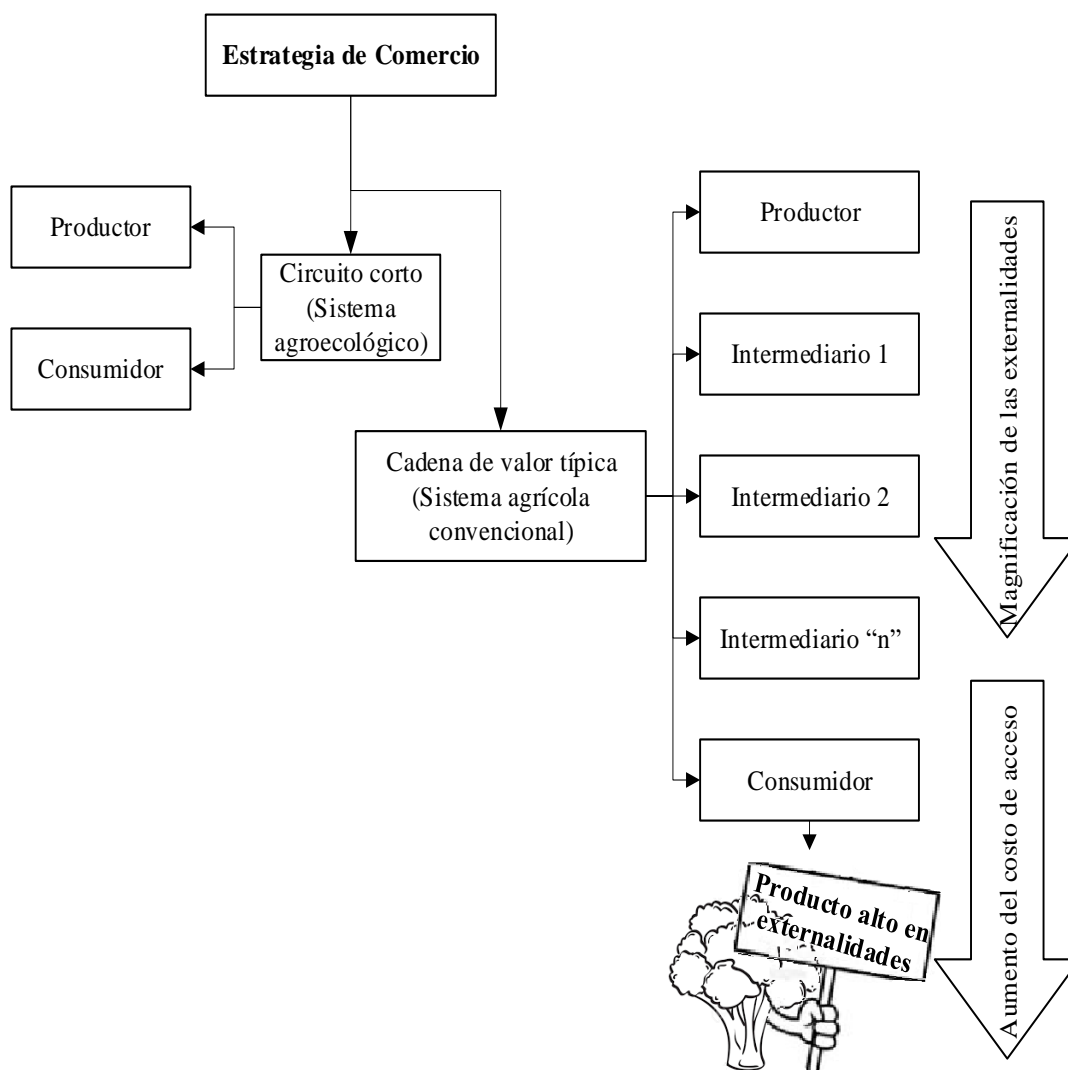 Estrategia de Comercio
Productor
Consumidor
Circuito corto
(Sistema
agroecológico)
Cadena de valor típica
(Sistema agrícola
convencional)
Productor
Intermediario 1
Intermediario 2
Intermediario “n”
Consumidor
Producto alto en
externalidades
Magnificación de las externalidades
Aumento del costo de acceso